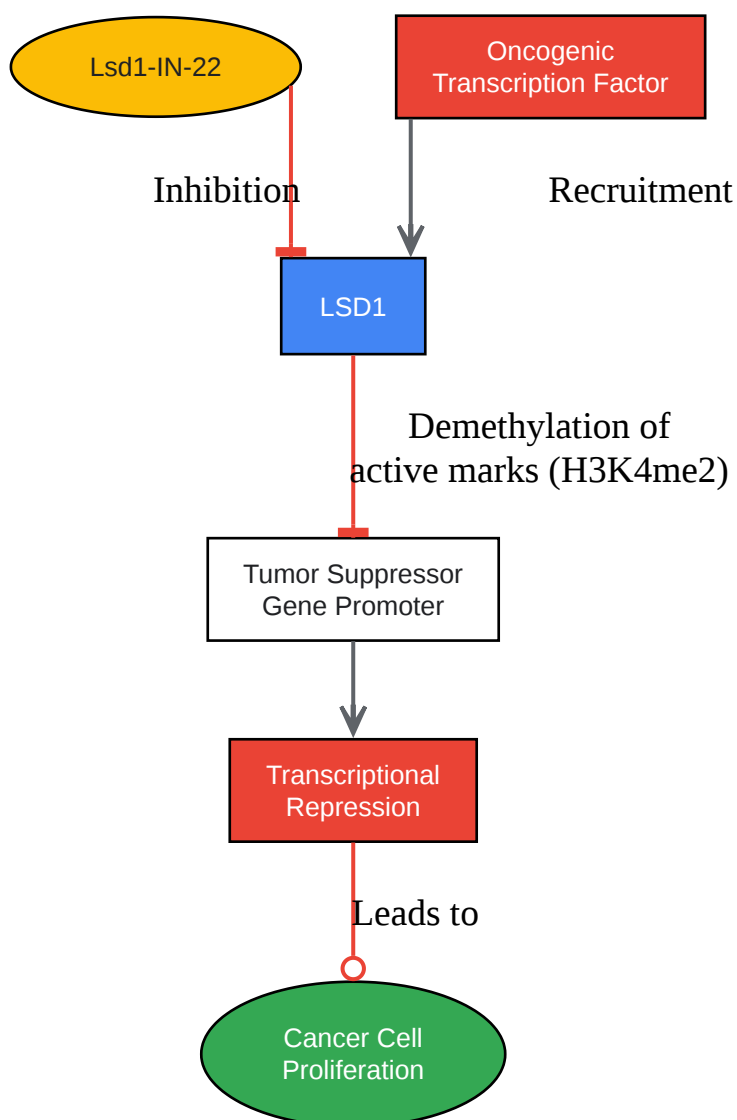 Lsd1-IN-22
Oncogenic
Transcription Factor
Inhibition
Recruitment
LSD1
Demethylation of
active marks (H3K4me2)
Tumor Suppressor
Gene Promoter
Transcriptional
Repression
Leads to
Cancer Cell
Proliferation